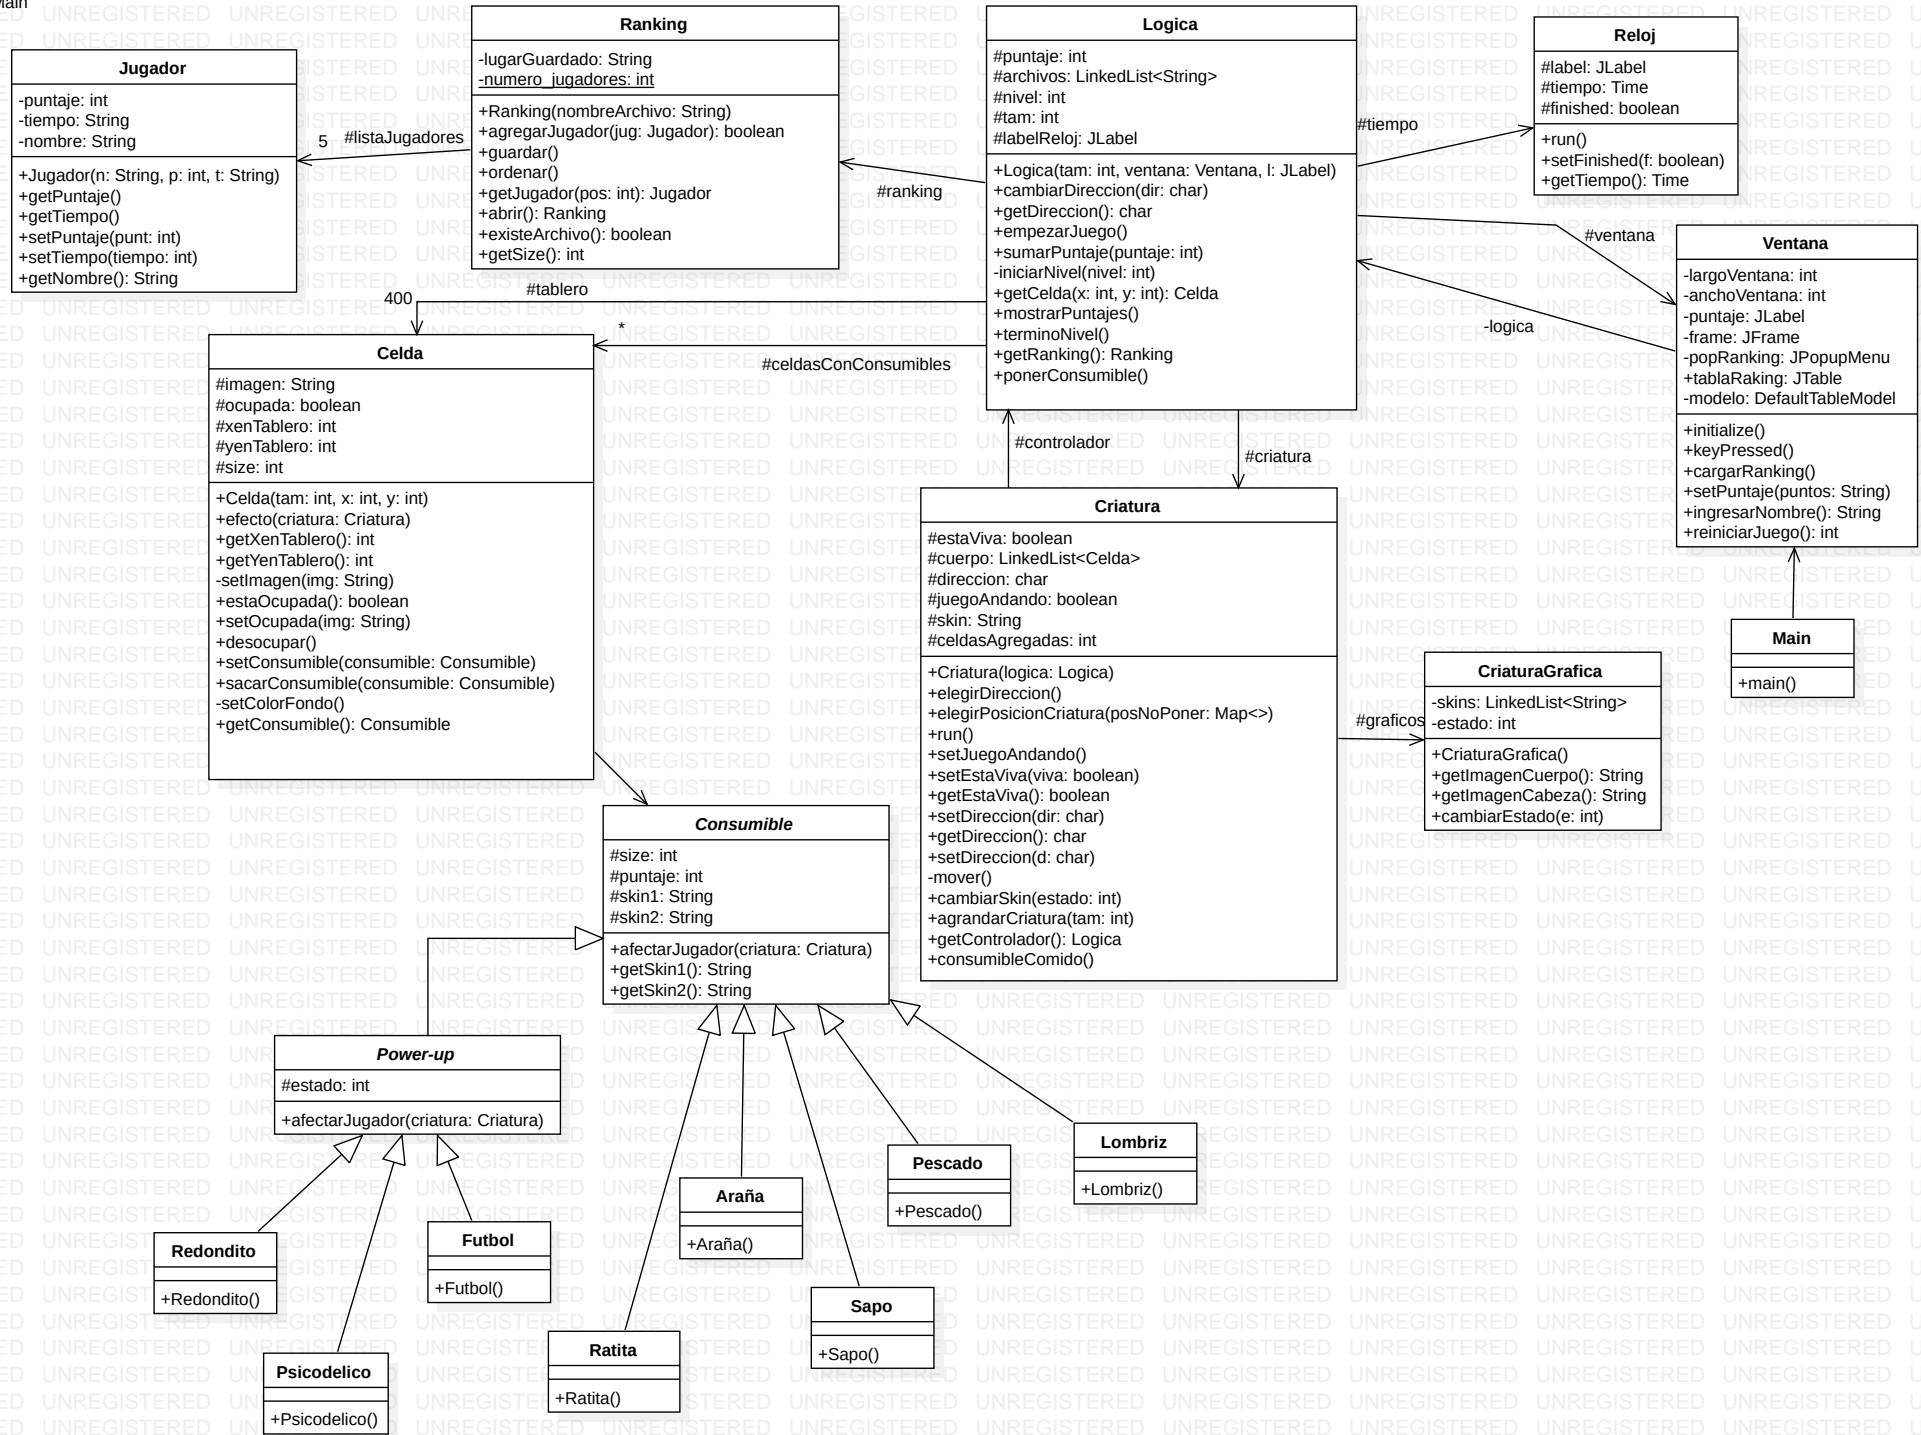 Jugador
-puntaje: int
-tiempo: String
-nombre: String
+Jugador(n: String, p: int, t: String)
+getPuntaje()
+getTiempo()
+setPuntaje(punt: int)
+setTiempo(tiempo: int)
+getNombre(): String
5
#listaJugadores
Ranking
-lugarGuardado: String
-numero_jugadores: int
+Ranking(nombreArchivo: String)
+agregarJugador(jug: Jugador): boolean
+guardar()
+ordenar()
+getJugador(pos: int): Jugador
+abrir(): Ranking
+existeArchivo(): boolean
+getSize(): int
#ranking
Logica
#puntaje: int
#archivos: LinkedList<String>
#nivel: int
#tam: int
#labelReloj: JLabel
+Logica(tam: int, ventana: Ventana, l: JLabel)
+cambiarDireccion(dir: char)
+getDireccion(): char
+empezarJuego()
+sumarPuntaje(puntaje: int)
-iniciarNivel(nivel: int)
+getCelda(x: int, y: int): Celda
+mostrarPuntajes()
+terminoNivel()
+getRanking(): Ranking
+ponerConsumible()
#tiempo
Reloj
#label: JLabel
#tiempo: Time
#finished: boolean
+run()
+setFinished(f: boolean)
+getTiempo(): Time
#ventana
-logica
Ventana
-largoVentana: int
-anchoVentana: int
-puntaje: JLabel
-frame: JFrame
-popRanking: JPopupMenu
+tablaRaking: JTable
-modelo: DefaultTableModel
+initialize()
+keyPressed()
+cargarRanking()
+setPuntaje(puntos: String)
+ingresarNombre(): String
+reiniciarJuego(): int
#tablero
400
*
#celdasConConsumibles
Celda
#imagen: String
#ocupada: boolean
#xenTablero: int
#yenTablero: int
#size: int
+Celda(tam: int, x: int, y: int)
+efecto(criatura: Criatura)
+getXenTablero(): int
+getYenTablero(): int
-setImagen(img: String)
+estaOcupada(): boolean
+setOcupada(img: String)
+desocupar()
+setConsumible(consumible: Consumible)
+sacarConsumible(consumible: Consumible)
-setColorFondo()
+getConsumible(): Consumible
#controlador
#criatura
Criatura
#estaViva: boolean
#cuerpo: LinkedList<Celda>
#direccion: char
#juegoAndando: boolean
#skin: String
#celdasAgregadas: int
+Criatura(logica: Logica)
+elegirDireccion()
+elegirPosicionCriatura(posNoPoner: Map<>)
+run()
+setJuegoAndando()
+setEstaViva(viva: boolean)
+getEstaViva(): boolean
+setDireccion(dir: char)
+getDireccion(): char
+setDireccion(d: char)
-mover()
+cambiarSkin(estado: int)
+agrandarCriatura(tam: int)
+getControlador(): Logica
+consumibleComido()
#graficos
CriaturaGrafica
-skins: LinkedList<String>
-estado: int
+CriaturaGrafica()
+getImagenCuerpo(): String
+getImagenCabeza(): String
+cambiarEstado(e: int)
Main
+main()
Consumible
#size: int
#puntaje: int
#skin1: String
#skin2: String
+afectarJugador(criatura: Criatura)
+getSkin1(): String
+getSkin2(): String
Power-up
#estado: int
+afectarJugador(criatura: Criatura)
Redondito
+Redondito()
Psicodelico
+Psicodelico()
Futbol
+Futbol()
Ratita
+Ratita()
Araña
+Araña()
Sapo
+Sapo()
Pescado
+Pescado()
Lombriz
+Lombriz()
UNREGISTERED